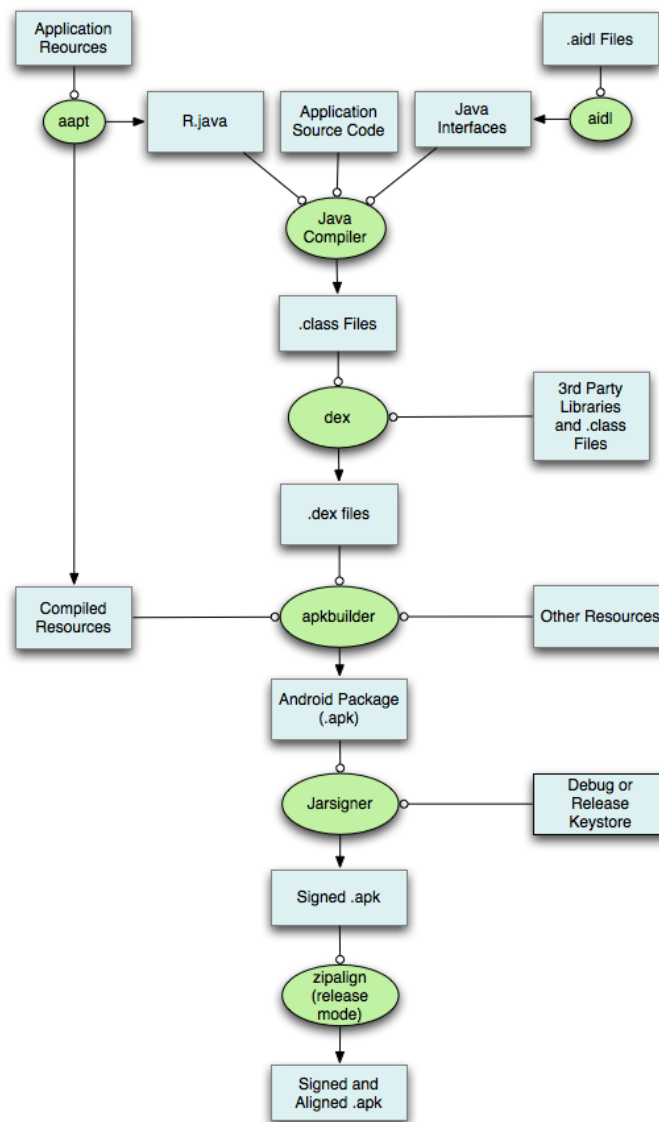 Application
Reources
.aidl Files
aapt
R.java
Application
Source Code
Java
Interfaces
aidl
Java
Compiler
.class Files
dex
3rd Party
Libraries
and .class
Files
.dex files
Compiled
Resources
apkbuilder
Other Resources
Android Package
(.apk)
Jarsigner
Debug or
Release
Keystore
Signed .apk
zipalign
(release
mode)
Signed and
Aligned .apk